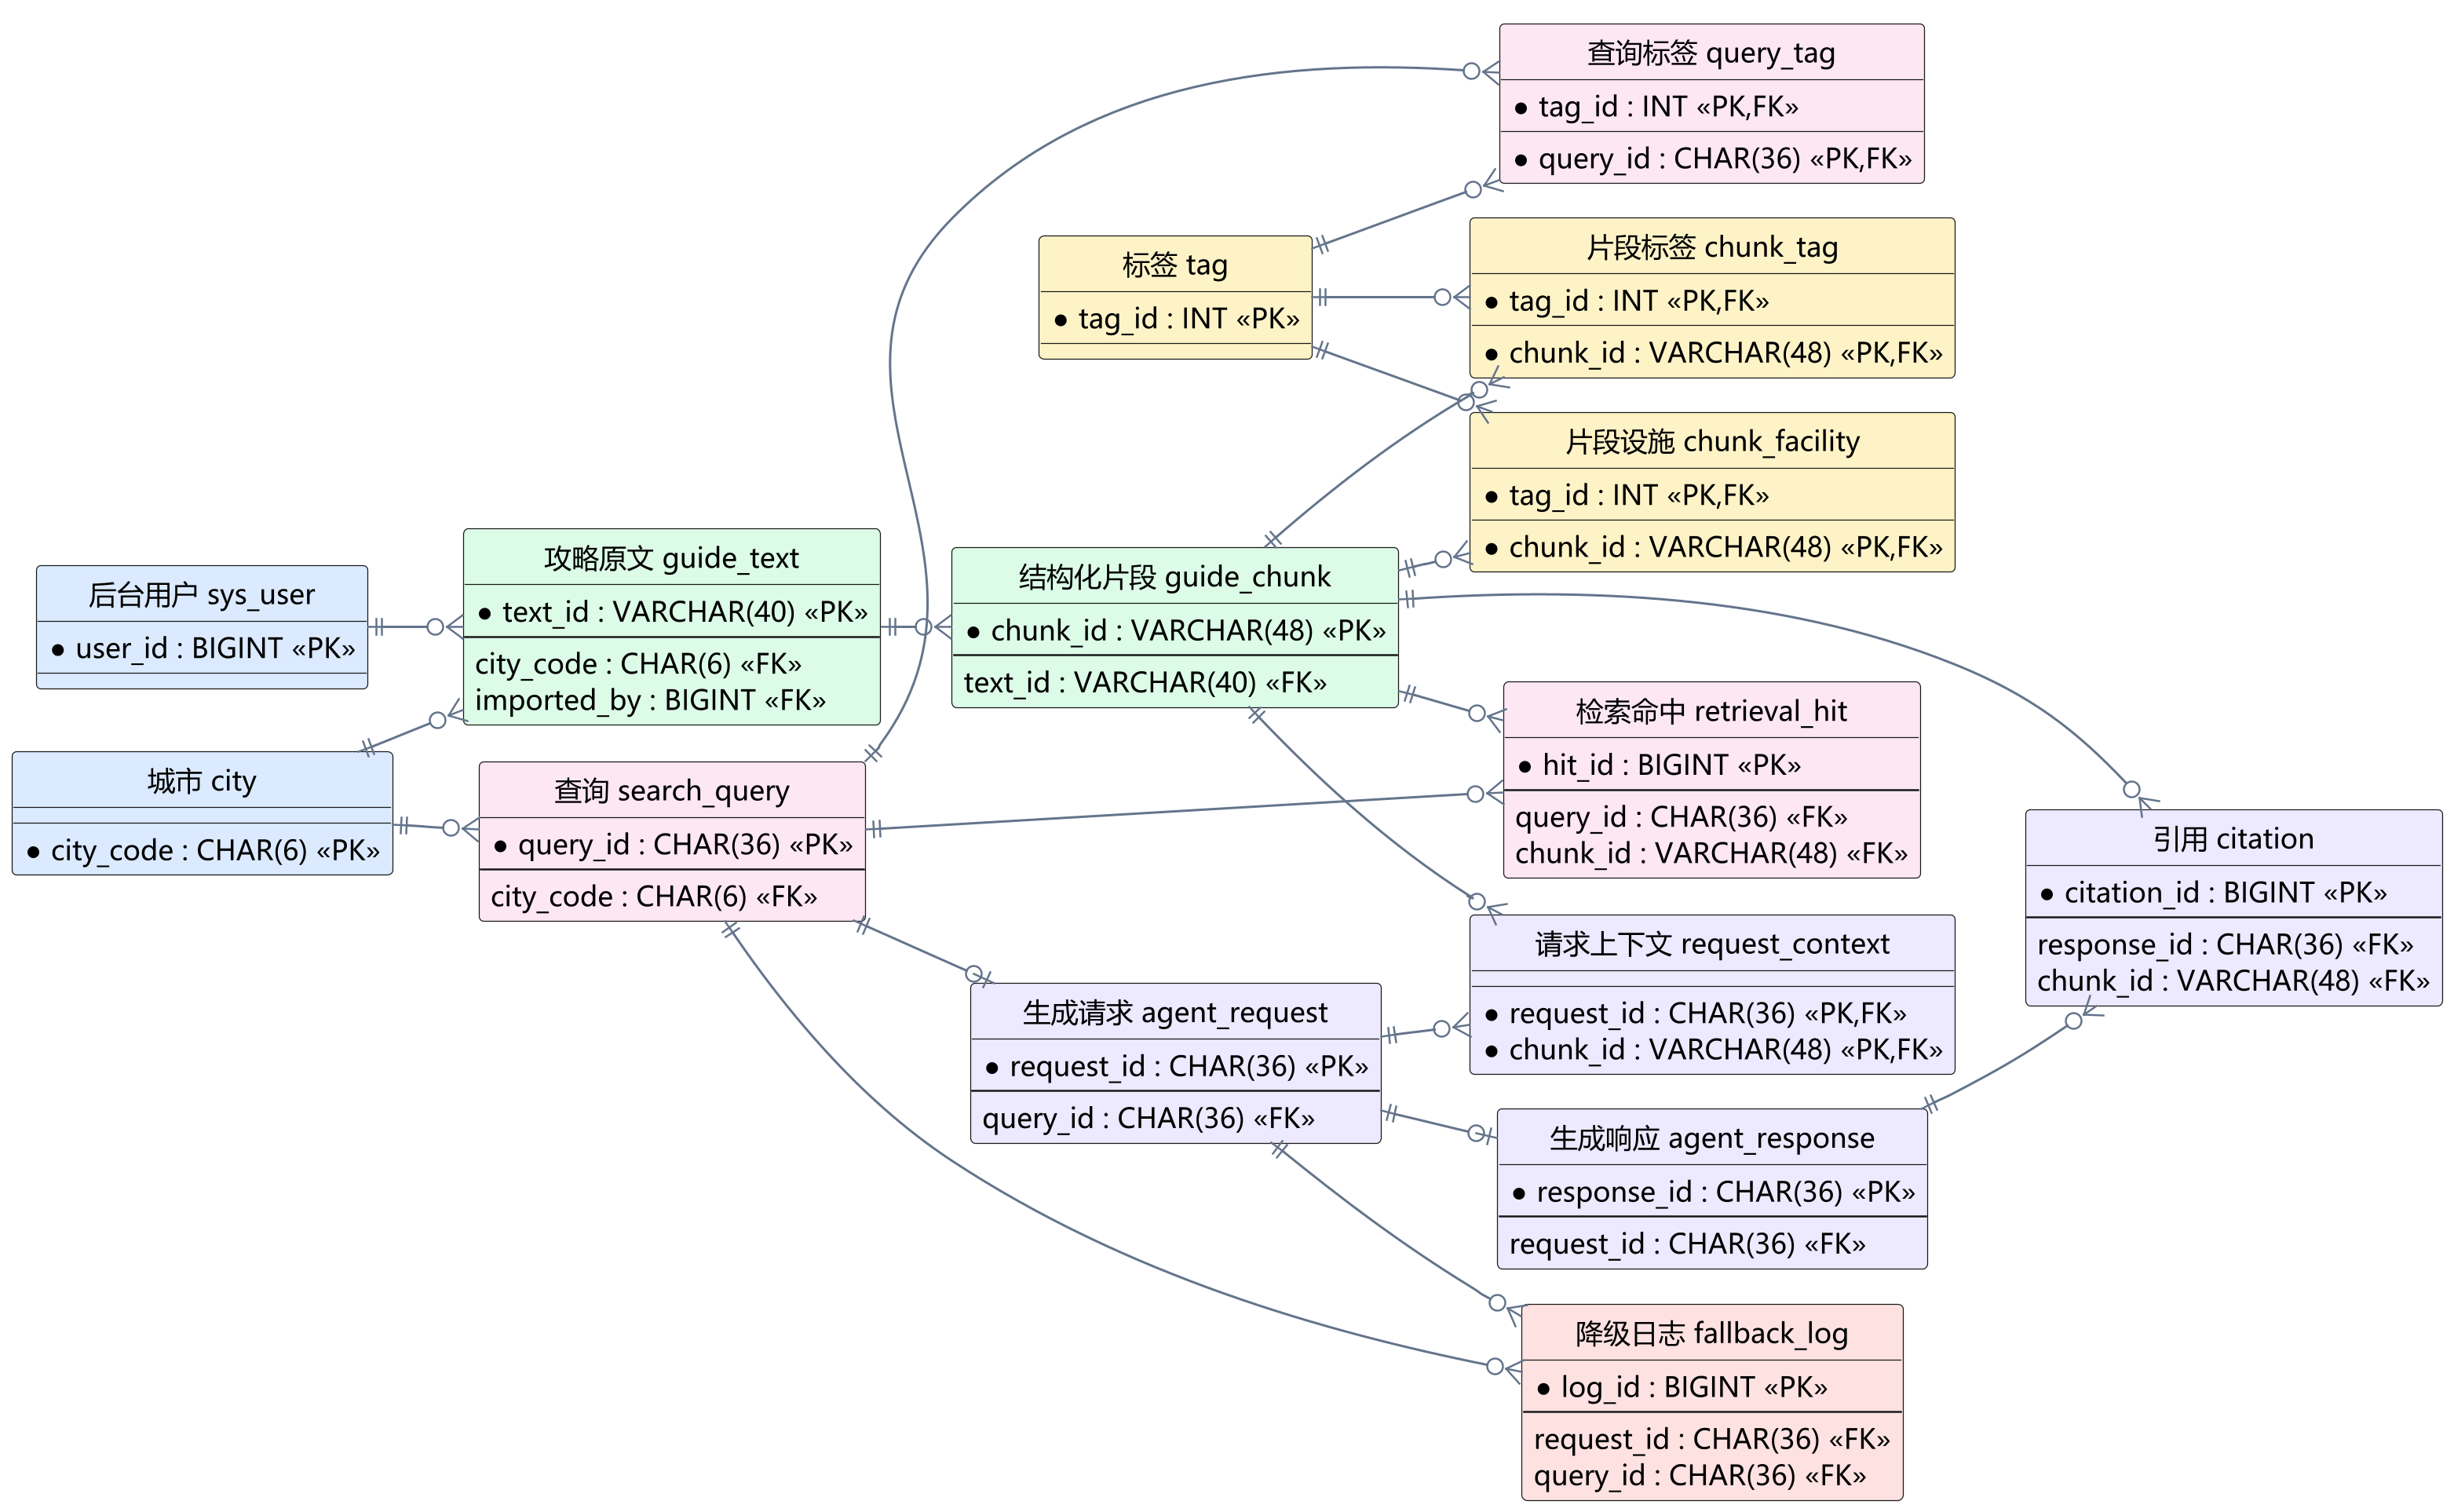 查询标签 query_tag
● tag_id : INT «PK,FK»
● query_id : CHAR(36) «PK,FK»
标签 tag
● tag_id : INT «PK»
片段标签 chunk_tag
● tag_id : INT «PK,FK»
● chunk_id : VARCHAR(48) «PK,FK»
片段设施 chunk_facility
● tag_id : INT «PK,FK»
● chunk_id : VARCHAR(48) «PK,FK»
后台用户 sys_user
● user_id : BIGINT «PK»
攻略原文 guide_text
● text_id : VARCHAR(40) «PK»
city_code : CHAR(6) «FK»
imported_by : BIGINT «FK»
结构化片段 guide_chunk
● chunk_id : VARCHAR(48) «PK»
text_id : VARCHAR(40) «FK»
城市 city
● city_code : CHAR(6) «PK»
查询 search_query
● query_id : CHAR(36) «PK»
city_code : CHAR(6) «FK»
检索命中 retrieval_hit
● hit_id : BIGINT «PK»
query_id : CHAR(36) «FK»
chunk_id : VARCHAR(48) «FK»
引用 citation
● citation_id : BIGINT «PK»
response_id : CHAR(36) «FK»
chunk_id : VARCHAR(48) «FK»
请求上下文 request_context
● request_id : CHAR(36) «PK,FK»
● chunk_id : VARCHAR(48) «PK,FK»
生成请求 agent_request
● request_id : CHAR(36) «PK»
query_id : CHAR(36) «FK»
生成响应 agent_response
● response_id : CHAR(36) «PK»
request_id : CHAR(36) «FK»
降级日志 fallback_log
● log_id : BIGINT «PK»
request_id : CHAR(36) «FK»
query_id : CHAR(36) «FK»